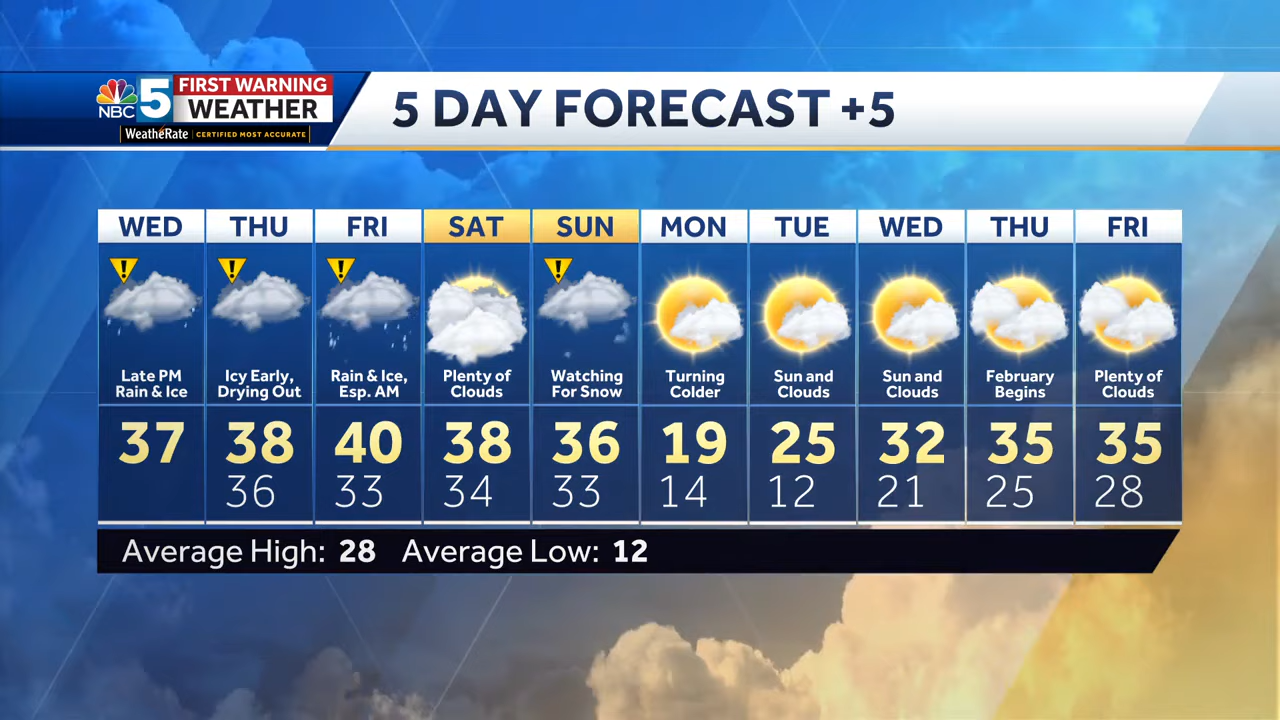 NBC 5 FIRST WARNING WEATHER
WeatheRate | CERTIFIED MOST ACCURATE
5 DAY FORECAST +5
WED THU FRI SAT SUN MON TUE WED THU FRI
! ! ! !
Late PM Icy Early, Rain & Ice, Plenty of Watching Turning Sun and Sun and February Plenty of
Rain & Ice Drying Out Esp. AM Clouds For Snow Colder Clouds Clouds Begins Clouds
37 38 40 38 36 19 25 32 35 35
36 33 34 33 14 12 21 25 28
Average High: 28 Average Low: 12